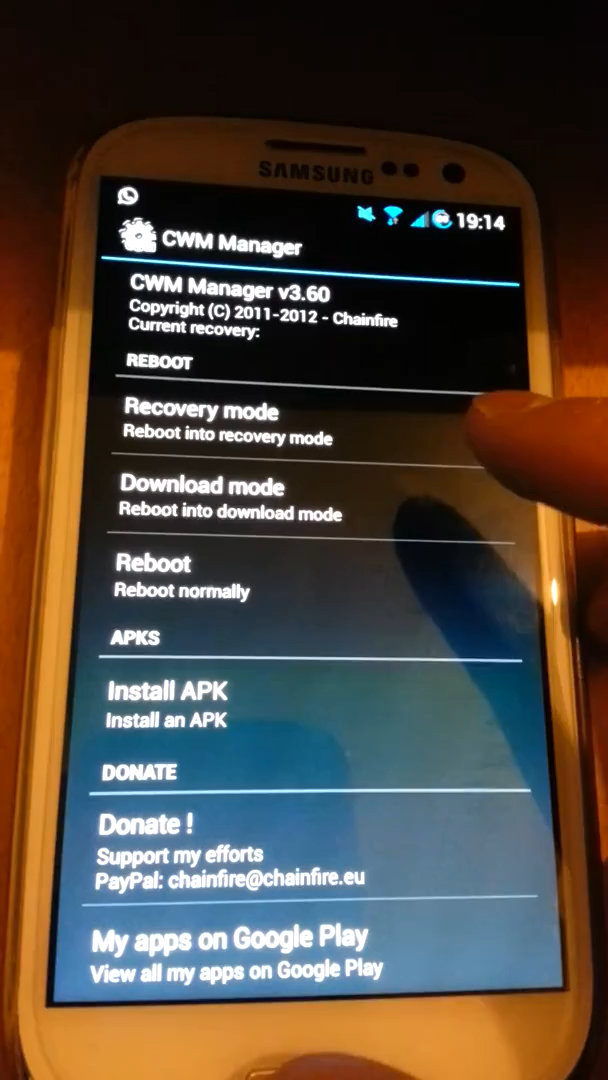 SAMSUNG
19:14
CWM Manager
CWM Manager v3.60
Copyright (C) 2011-2012 - Chainfire
Current recovery:
REBOOT
Recovery mode
Reboot into recovery mode
Download mode
Reboot into download mode
Reboot
Reboot normally
APKS
Install APK
Install an APK
DONATE
Donate !
Support my efforts
PayPal: chainfire@chainfire.eu
My apps on Google Play
View all my apps on Google Play